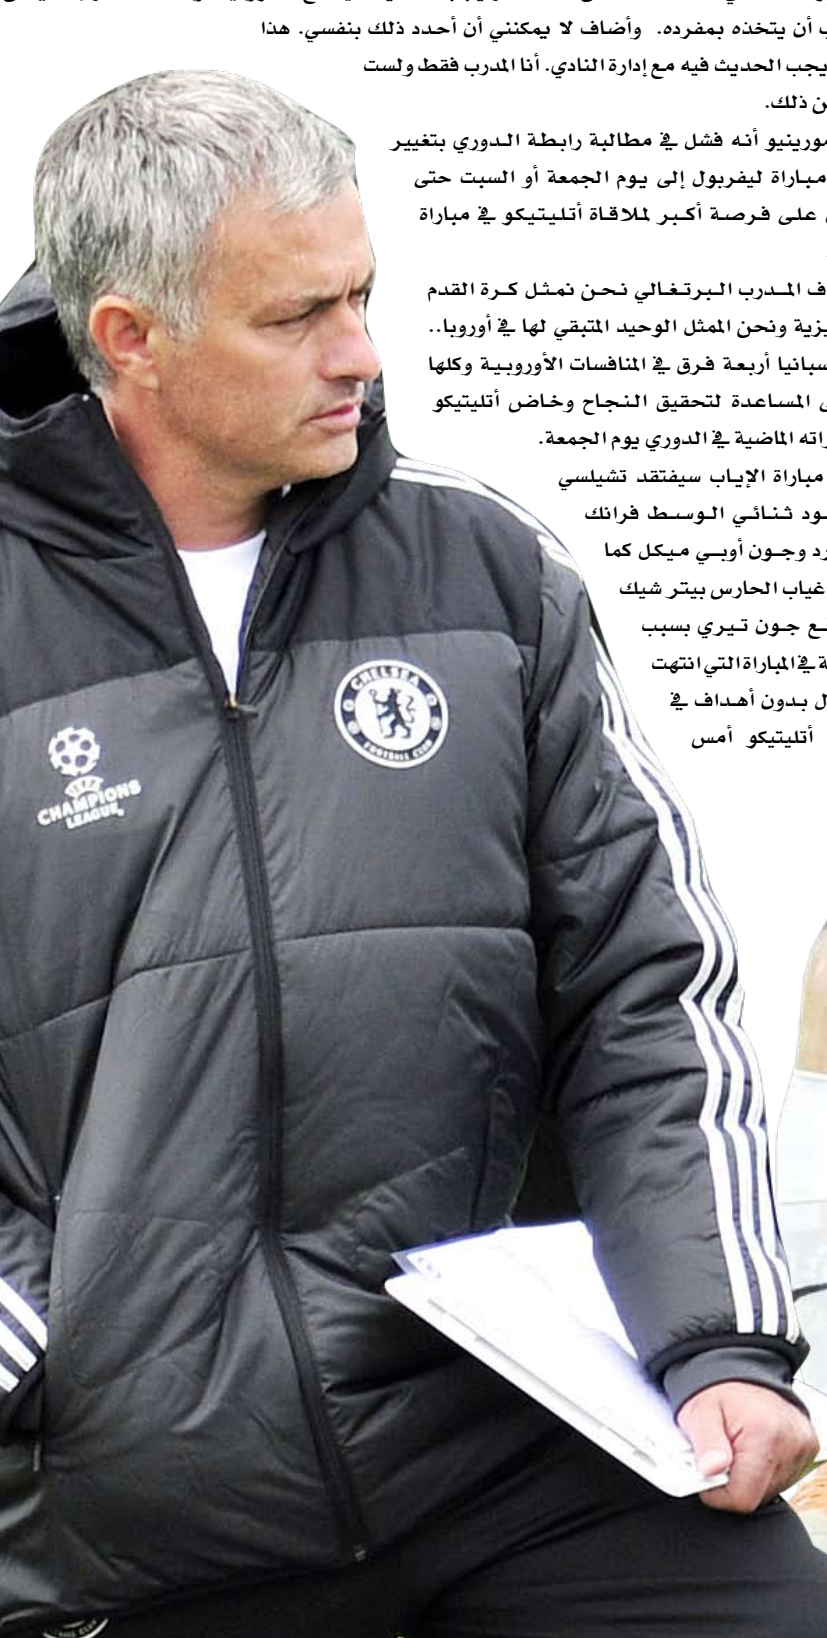 أن يتخذه بمفرده. وأضاف لا يمكنني أن أحدد ذلك بنفسي. هذا
يجب الحديث فيه مع إدارة النادي. أنا المدرب فقط ولست
ذلك.
مورينيو أنه فشل في مطالبة رابطة الدوري بتغيير
مباراة ليفربول إلى يوم الجمعة أو السبت حتى
على فرصة أكبر لملاقاة أتليتيكو في مباراة
المدرب البرتغالي نحن نمثل كرة القدم
ونحن الممثل الوحيد المتبقي لها في أوروبا..
أربعة فرق في المنافسات الأوروبية وكلها
المساعدة لتحقيق النجاح وخاض أتليتيكو
الماضية في الدوري يوم الجمعة.
مباراة الإياب سيفتقد تشيلسي
ثنائي الوسط فرانك
وجون أوبي ميكل كما
غياب الحارس بيتر شيك
جون تيري بسبب
في المباراة التي انتهت
بدون أهداف في
أتليتيكو أمس
CHELSEA
FOOTBALL CLUB
UEFA
CHAMPIONS
LEAGUE